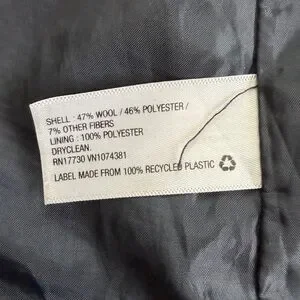 SHELL : 47% WOOL / 46% POLYESTER /
7% OTHER FIBERS
LINING : 100% POLYESTER
DRYCLEAN.
RN17730 VN1074381
LABEL MADE FROM 100% RECYCLED PLASTIC